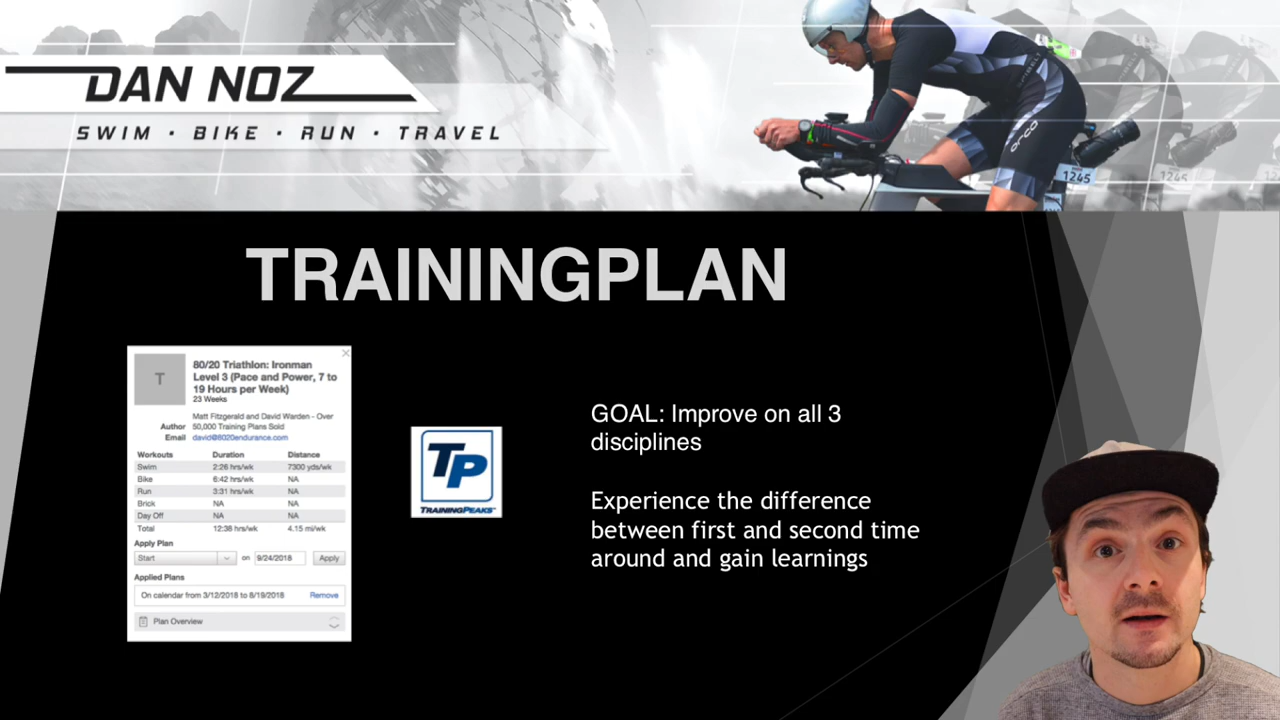 DAN NOZ
SWIM · BIKE · RUN · TRAVEL
ORCA
1245
1245
TRAININGPLAN
T
80/20 Triathlon: Ironman
Level 3 (Pace and Power, 7 to
19 Hours per Week)
23 Weeks
Matt Fitzgerald and David Warden - Over
Author 50,000 Training Plans Sold
Email david@8020endurance.com
Workouts Duration Distance
Swim 2:26 hrs/wk 7300 yds/wk
Bike 6:42 hrs/wk NA
Run 3:31 hrs/wk NA
Brick NA NA
Day Off NA NA
Total 12:38 hrs/wk 4.15 mi/wk
Apply Plan
Start on 9/24/2018 Apply
Applied Plans
On calendar from 3/12/2018 to 8/19/2018 Remove
Plan Overview
TP
TRAININGPEAKS
GOAL: Improve on all 3
disciplines
Experience the difference
between first and second time
around and gain learnings